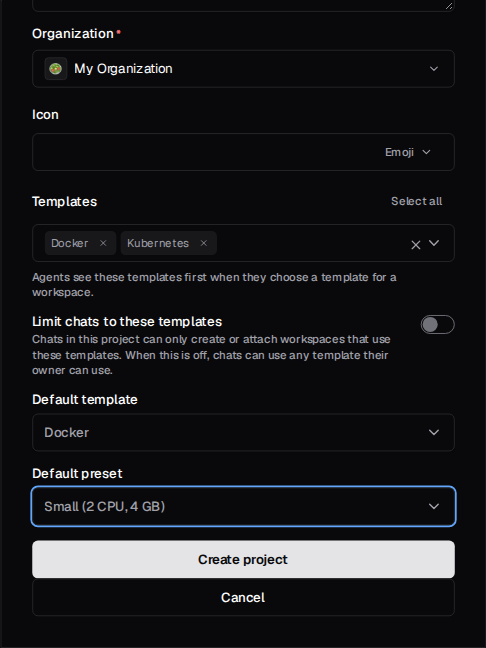 Organization*
My Organization
Icon
Emoji
Templates
Select all
Docker
Kubernetes
Agents see these templates first when they choose a template for a
workspace.
Limit chats to these templates
Chats in this project can only create or attach workspaces that use
these templates. When this is off, chats can use any template their
owner can use.
Default template
Docker
Default preset
Small (2 CPU, 4 GB)
Create project
Cancel